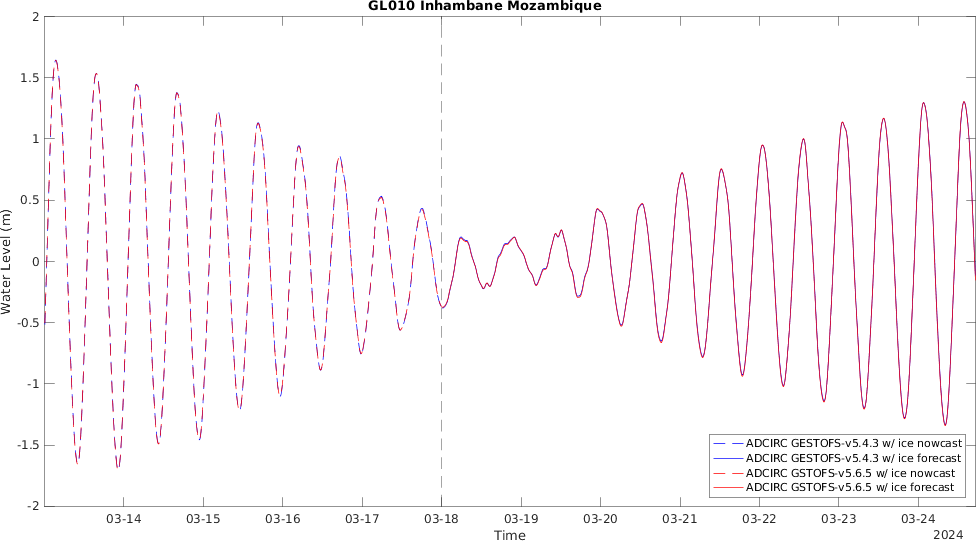 GL010 Inhambane Mozambique
2
1.5
1
0.5
0
-0.5
-1
-1.5
-2
Water Level (m)
ADCIRC GESTOFS-v5.4.3 w/ ice nowcast
ADCIRC GESTOFS-v5.4.3 w/ ice forecast
ADCIRC GSTOFS-v5.6.5 w/ ice nowcast
ADCIRC GSTOFS-v5.6.5 w/ ice forecast
03-14 03-15 03-16 03-17 03-18 03-19 03-20 03-21 03-22 03-23 03-24
Time
2024